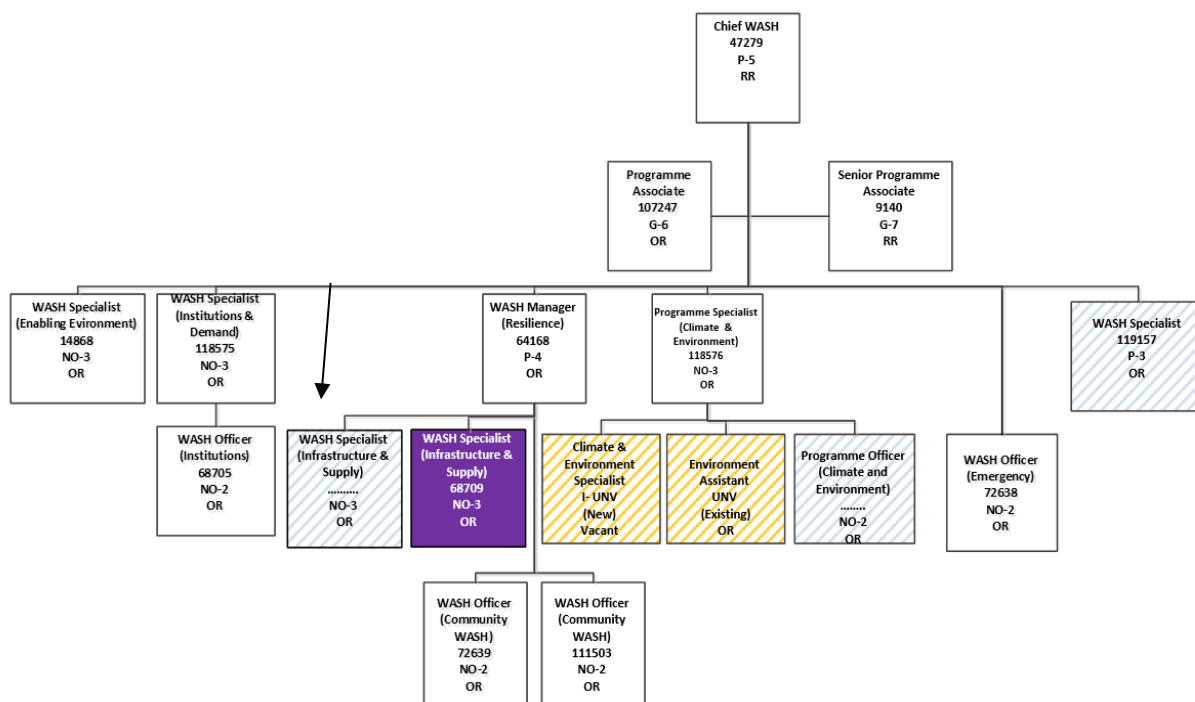 Chief WASH
47279
P-5
RR
Programme
Associate
107247
G-6
OR
Senior Programme
Associate
9140
G-7
RR
WASH Specialist
(Enabling Evironment)
14868
NO-3
OR
WASH Specialist
(Institutions &
Demand)
118575
NO-3
OR
WASH Manager
(Resilience)
64168
P-4
OR
Programme Specialist
(Climate &
Environment)
118576
NO-3
OR
WASH Specialist
119157
P-3
OR
WASH Officer
(Institutions)
68705
NO-2
OR
WASH Specialist
(Infrastructure &
Supply)
..........
NO-3
OR
WASH Specialist
(Infrastructure &
Supply)
68709
NO-3
OR
Climate &
Environment
Specialist
I- UNV
(New)
Vacant
Environment
Assistant
UNV
(Existing)
OR
Programme Officer
(Climate and
Environment)
........
NO-2
OR
WASH Officer
(Emergency)
72638
NO-2
OR
WASH Officer
(Community
WASH)
72639
NO-2
OR
WASH Officer
(Community
WASH)
111503
NO-2
OR